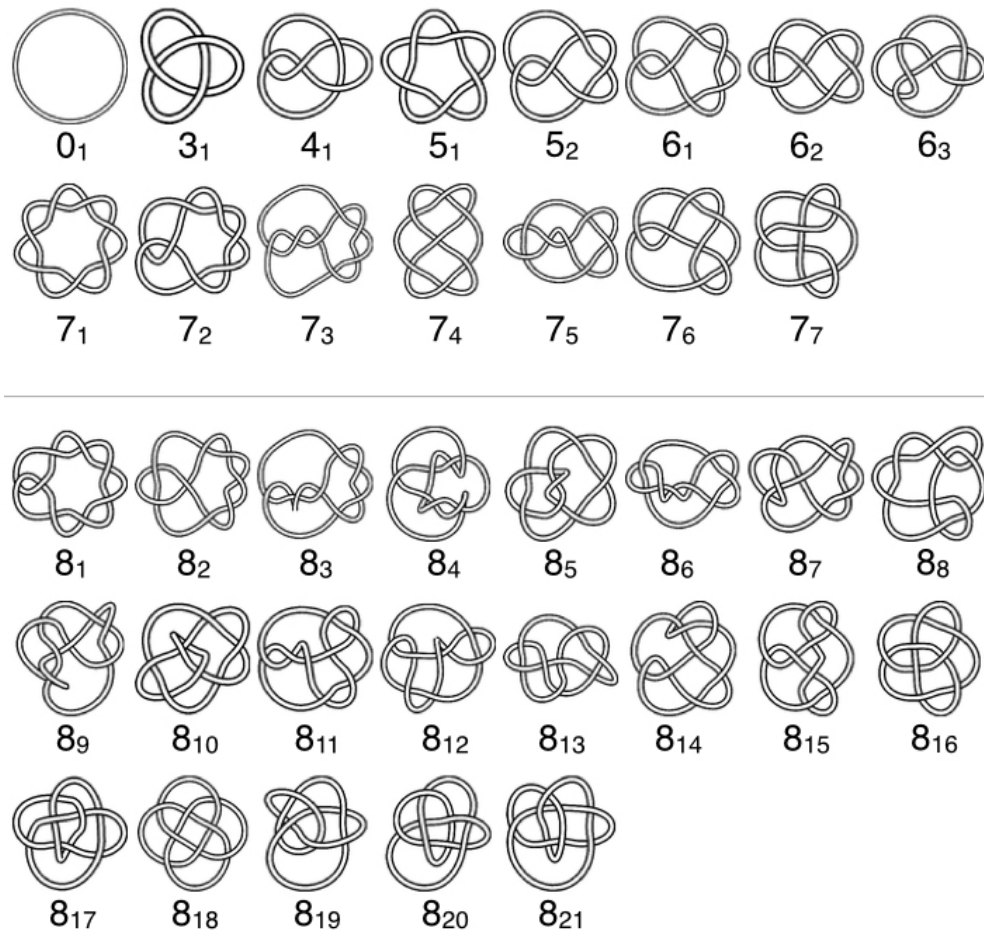 0₁ 3₁ 4₁ 5₁ 5₂ 6₁ 6₂ 6₃
7₁ 7₂ 7₃ 7₄ 7₅ 7₆ 7₇
8₁ 8₂ 8₃ 8₄ 8₅ 8₆ 8₇ 8₈
8₉ 8₁₀ 8₁₁ 8₁₂ 8₁₃ 8₁₄ 8₁₅ 8₁₆
8₁₇ 8₁₈ 8₁₉ 8₂₀ 8₂₁